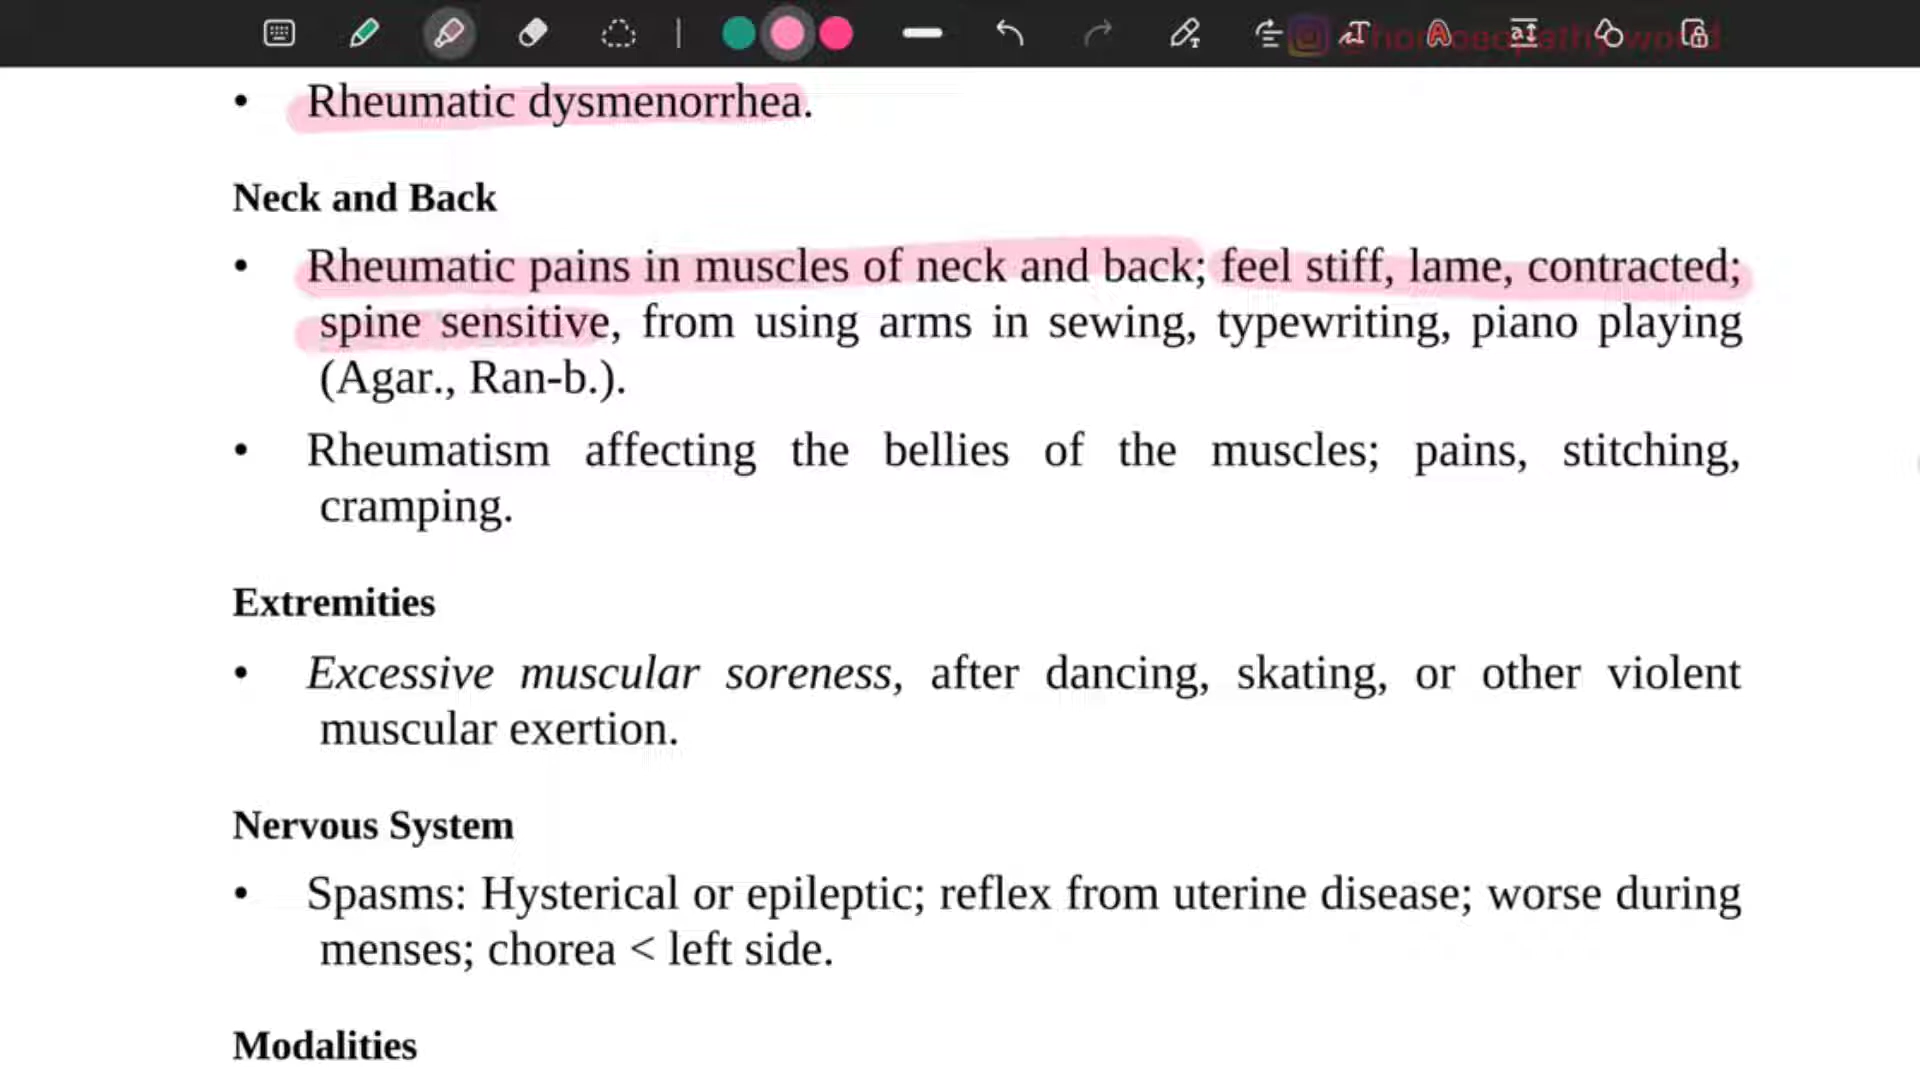 @homoeopathy world
• Rheumatic dysmenorrhea.
Neck and Back
• Rheumatic pains in muscles of neck and back; feel stiff, lame, contracted;
spine sensitive, from using arms in sewing, typewriting, piano playing
(Agar., Ran-b.).
• Rheumatism affecting the bellies of the muscles; pains, stitching,
cramping.
Extremities
• Excessive muscular soreness, after dancing, skating, or other violent
muscular exertion.
Nervous System
• Spasms: Hysterical or epileptic; reflex from uterine disease; worse during
menses; chorea < left side.
Modalities